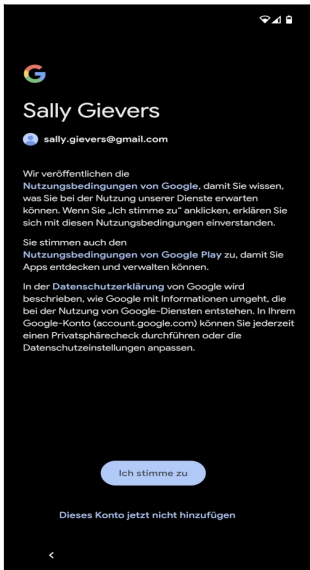 Sally Gievers
sally.gievers@gmail.com
Wir veröffentlichen die
Nutzungsbedingungen von Google, damit Sie wissen,
was Sie bei der Nutzung unserer Dienste erwarten
können. Wenn Sie „Ich stimme zu“ anklicken, erklären Sie
sich mit diesen Nutzungsbedingungen einverstanden.
Sie stimmen auch den
Nutzungsbedingungen von Google Play zu, damit Sie
Apps entdecken und verwalten können.
In der Datenschutzerklärung von Google wird
beschrieben, wie Google mit Informationen umgeht, die
bei der Nutzung von Google-Diensten entstehen. In Ihrem
Google-Konto (account.google.com) können Sie jederzeit
einen Privatsphärecheck durchführen oder die
Datenschutzeinstellungen anpassen.
Ich stimme zu
Dieses Konto jetzt nicht hinzufügen